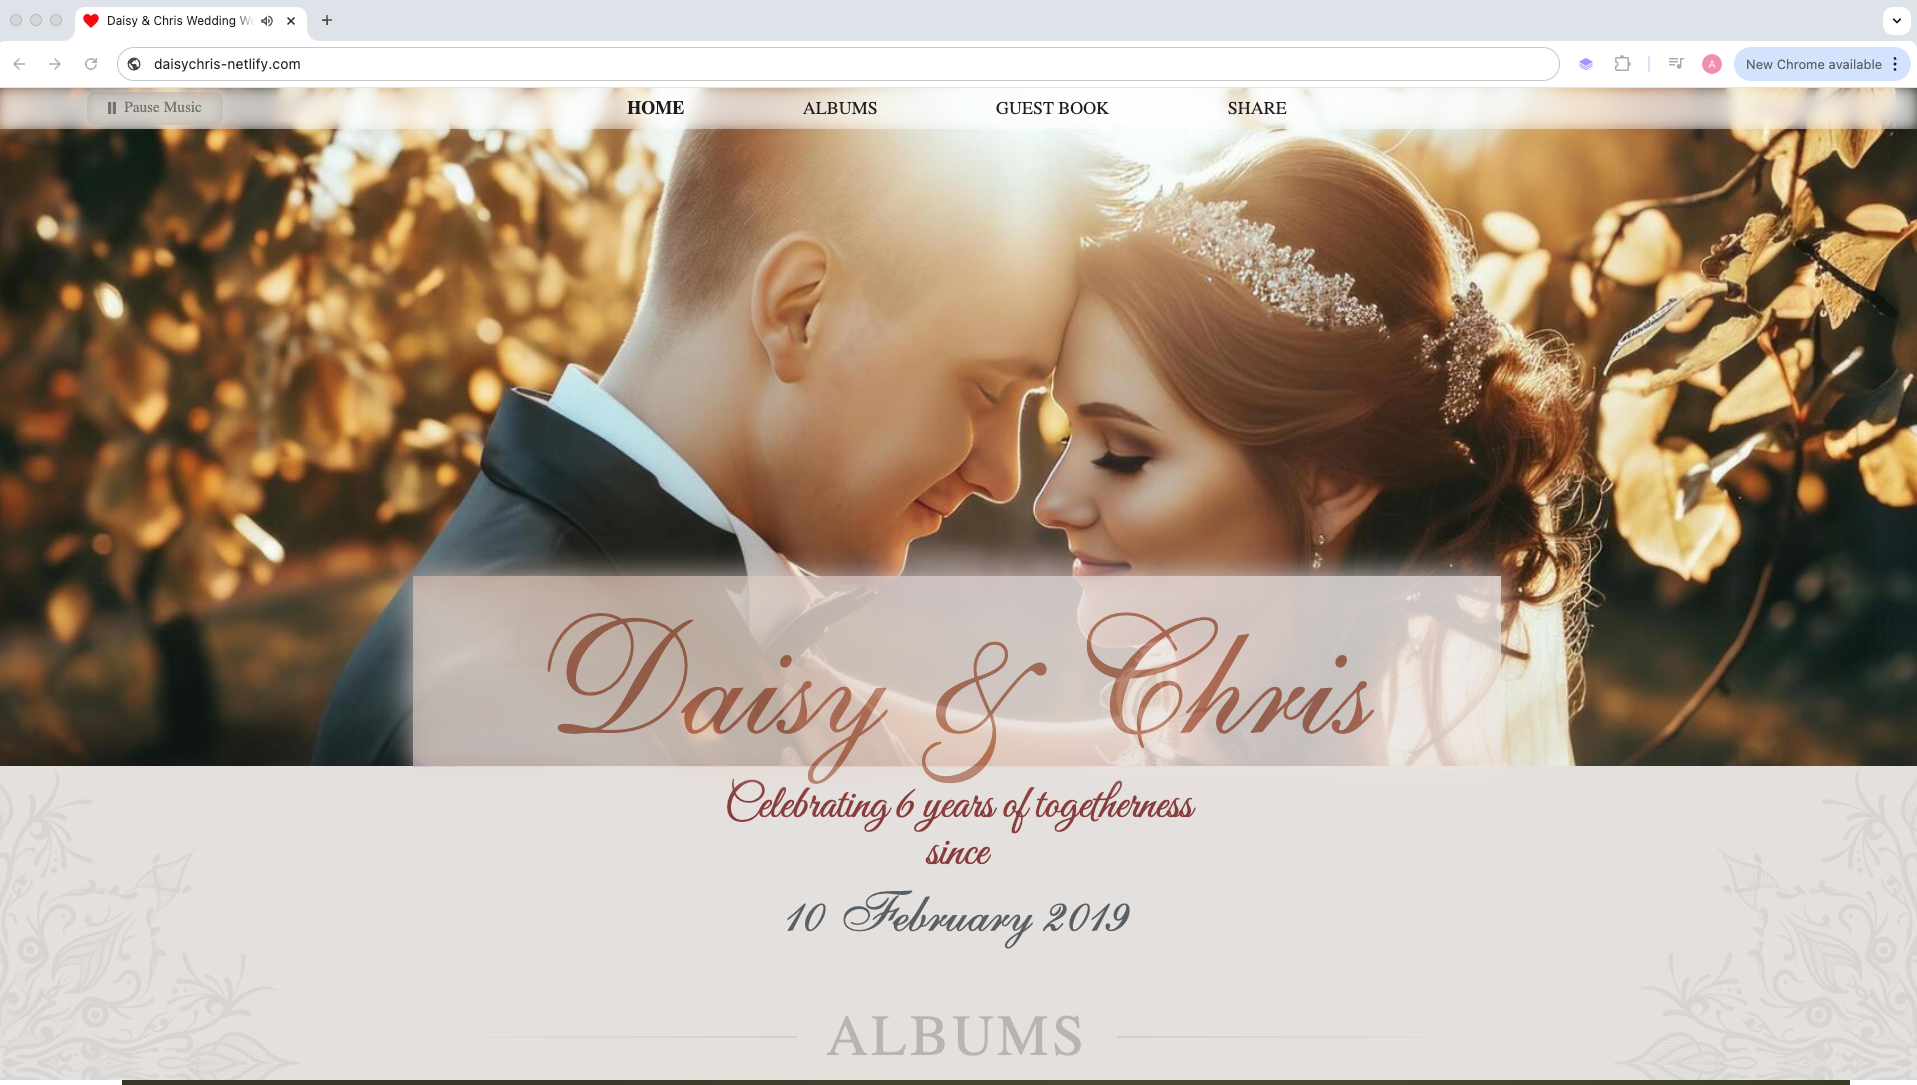 Daisy & Chris Wedding
daisychris-netlify.com
New Chrome available
A
Pause Music
HOME
ALBUMS
GUEST BOOK
SHARE
Daisy & Chris
Celebrating 6 years of togetherness
since
10 February 2019
ALBUMS